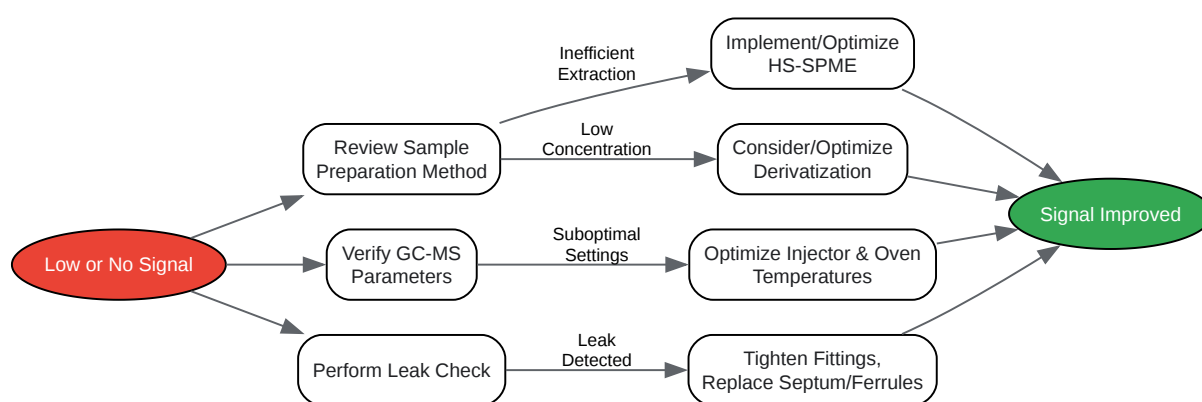 Low or No Signal
Review Sample
Preparation Method
Inefficient
Extraction
Implement/Optimize
HS-SPME
Low
Concentration
Consider/Optimize
Derivatization
Verify GC-MS
Parameters
Suboptimal
Settings
Optimize Injector & Oven
Temperatures
Perform Leak Check
Leak
Detected
Tighten Fittings,
Replace Septum/Ferrules
Signal Improved